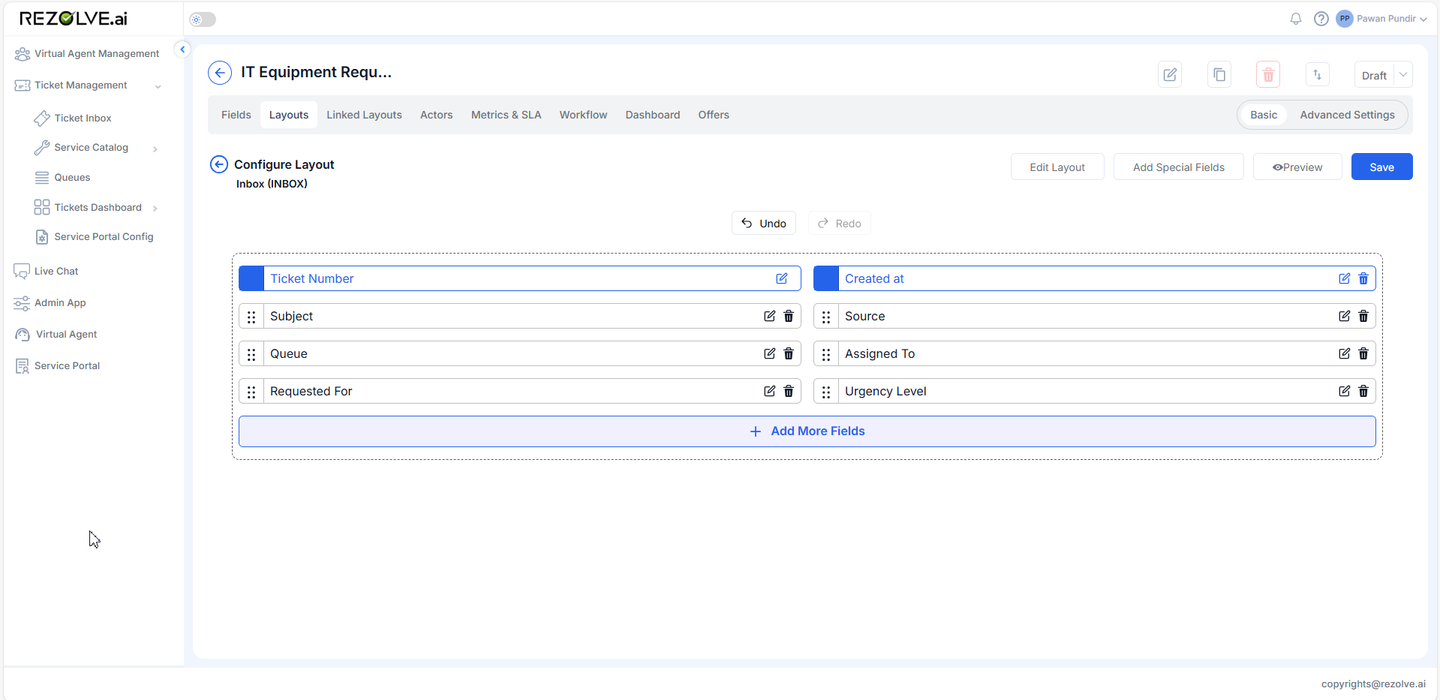 REZOLVE.ai
PP Pawan Pundir
Virtual Agent Management
Ticket Management
Ticket Inbox
Service Catalog
Queues
Tickets Dashboard
Service Portal Config
Live Chat
Admin App
Virtual Agent
Service Portal
IT Equipment Requ...
Draft
Fields Layouts Linked Layouts Actors Metrics & SLA Workflow Dashboard Offers Basic Advanced Settings
Configure Layout
Inbox (INBOX)
Edit Layout Add Special Fields Preview Save
Undo Redo
Ticket Number Created at
Subject Source
Queue Assigned To
Requested For Urgency Level
+ Add More Fields
copyrights@rezolve.ai